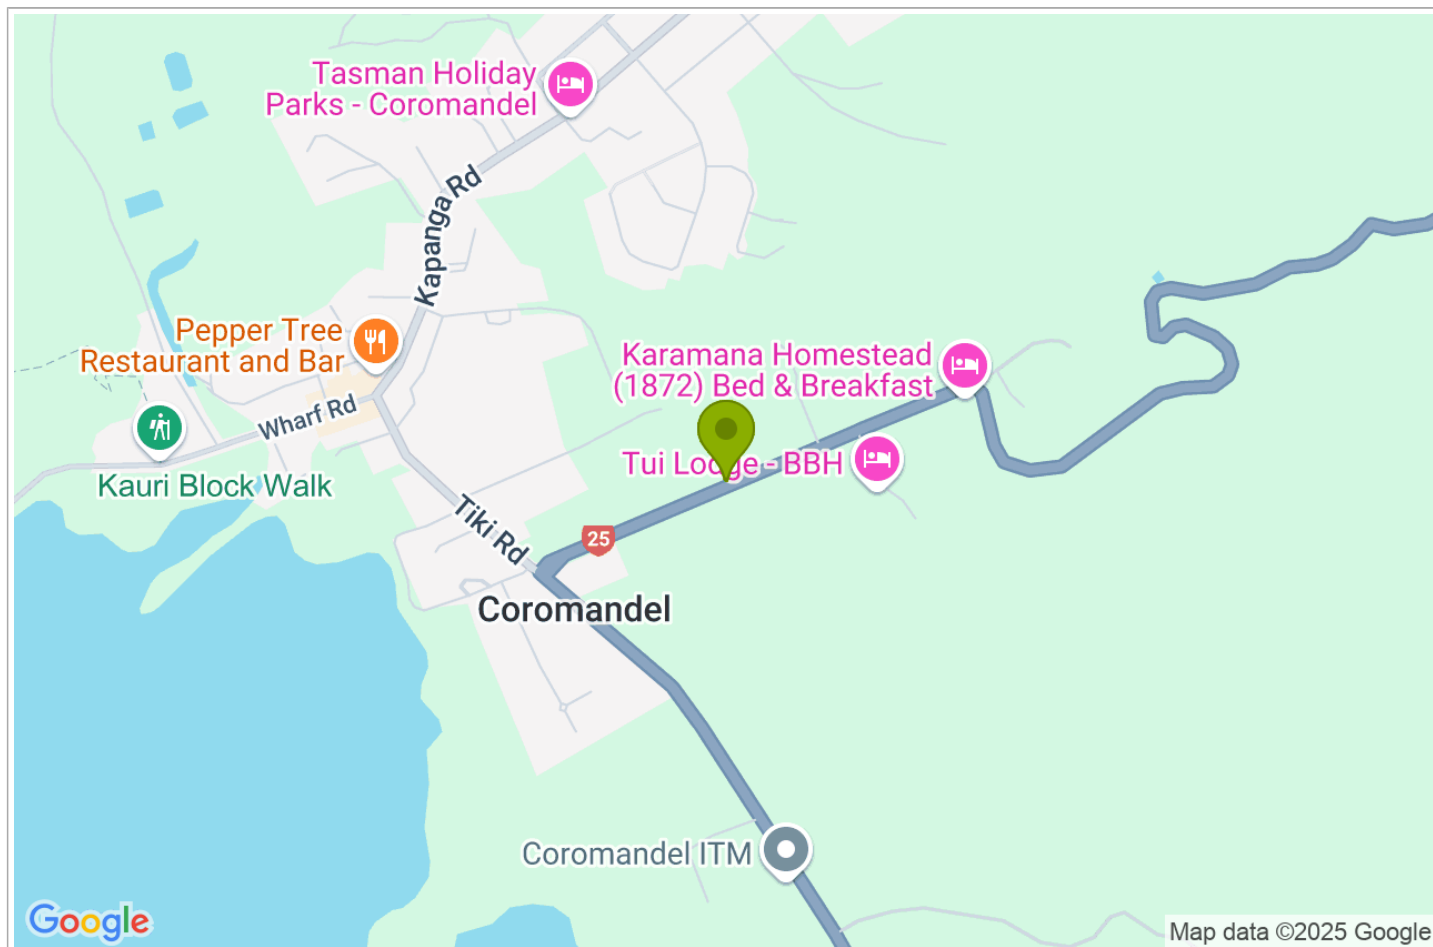 Tasman Holiday
Parks - Coromandel
Kapanga Rd
Pepper Tree
Restaurant and Bar
Karamana Homestead
(1872) Bed & Breakfast
Wharf Rd
Tui Lodge - BBH
Kauri Block Walk
Tiki Rd
25
Coromandel
Coromandel ITM
Google
Map data ©2025 Google